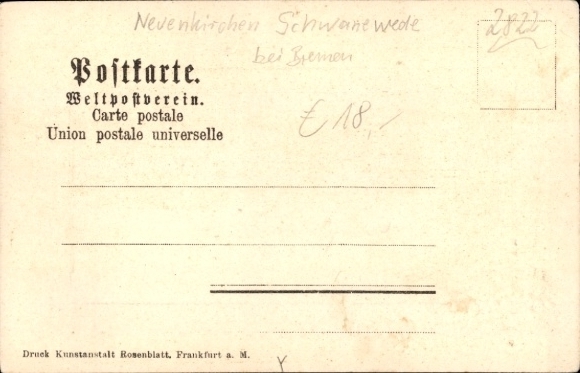 Neuenkirchen Schwanewede
bei Bremen
2822
Postkarte.
Weltpostverein.
Carte postale
Union postale universelle
€ 18,-
Druck Kunstanstalt Rosenblatt, Frankfurt a. M.